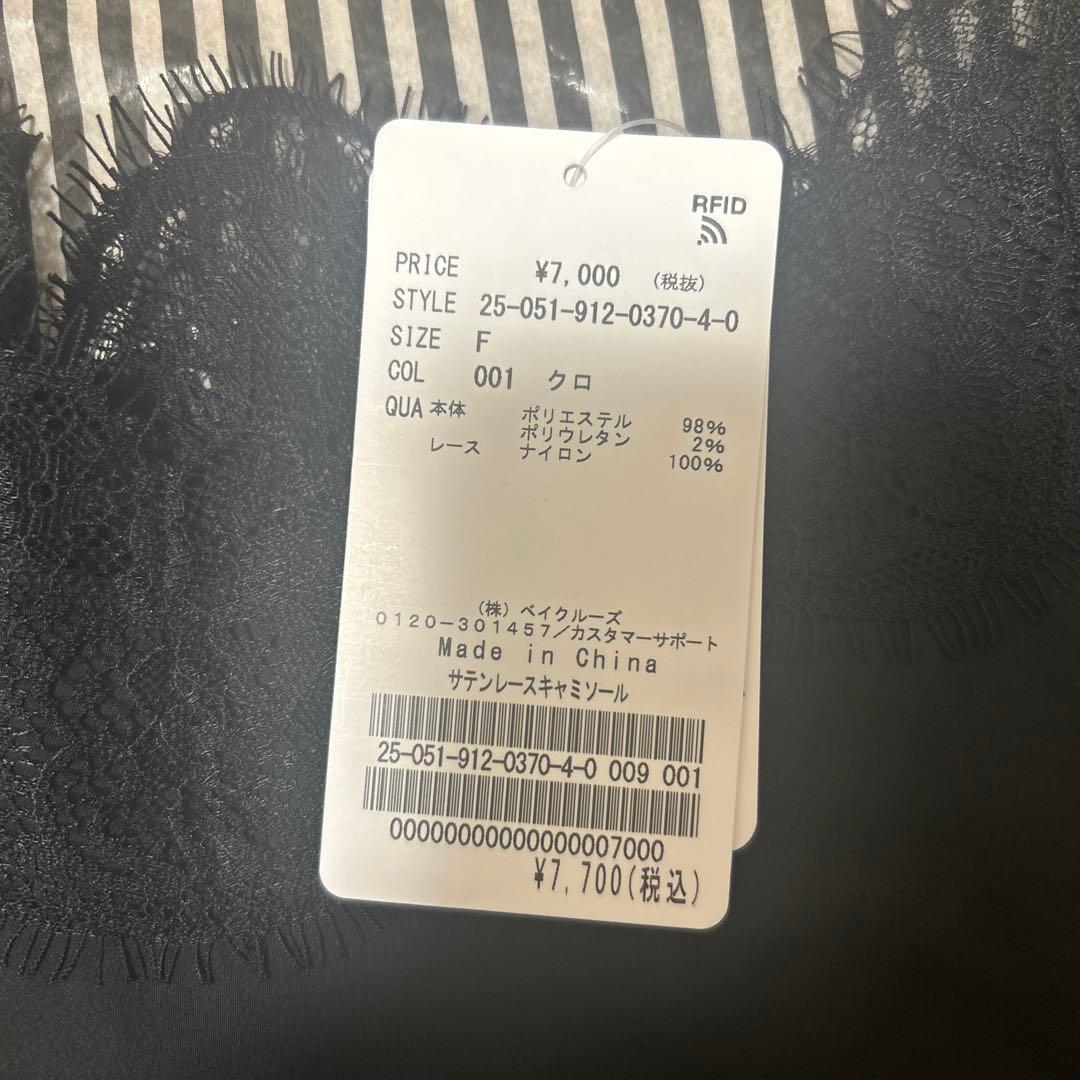 RFID
PRICE ¥7,000 (税抜)
STYLE 25-051-912-0370-4-0
SIZE F
COL 001 クロ
QUA 本体 ポリエステル 98%
ポリウレタン 2%
レース ナイロン 100%
(株) ベイクルーズ
0120-301457/カスタマーサポート
Made in China
サテンレースキャミソール
25-051-912-0370-4-0 009 001
00000000000000007000
¥7,700(税込)